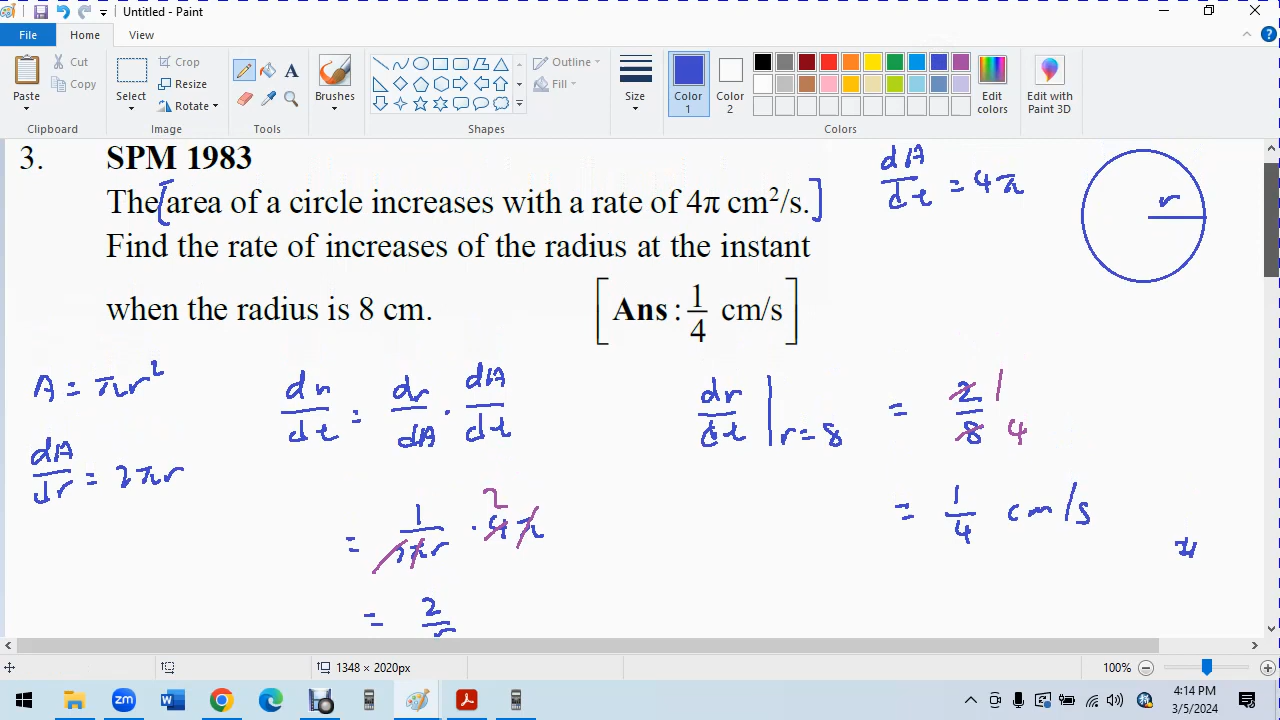 Untitled - Paint
File Home View
Paste
Cut
Copy
Clipboard
Select
Crop
Resize
Rotate
Image
A
Tools
Brushes
Outline
Fill
Shapes
Size
Color 1
Color 2
Edit colors
Colors
Edit with Paint 3D
3. SPM 1983
The [area of a circle increases with a rate of 4π cm²/s.]
Find the rate of increases of the radius at the instant
when the radius is 8 cm. [Ans : 1/4 cm/s]
dA/dt = 4π
r
A = πr²
dA/dr = 2πr
dr/dt = dr/dA · dA/dt
= 1/2πr · 4π 2
= 2/r
dr/dt | r=8 = 2/8 1 4
= 1/4 cm/s
1348 × 2020px
100%
zm
W
4:14 PM
3/5/2024